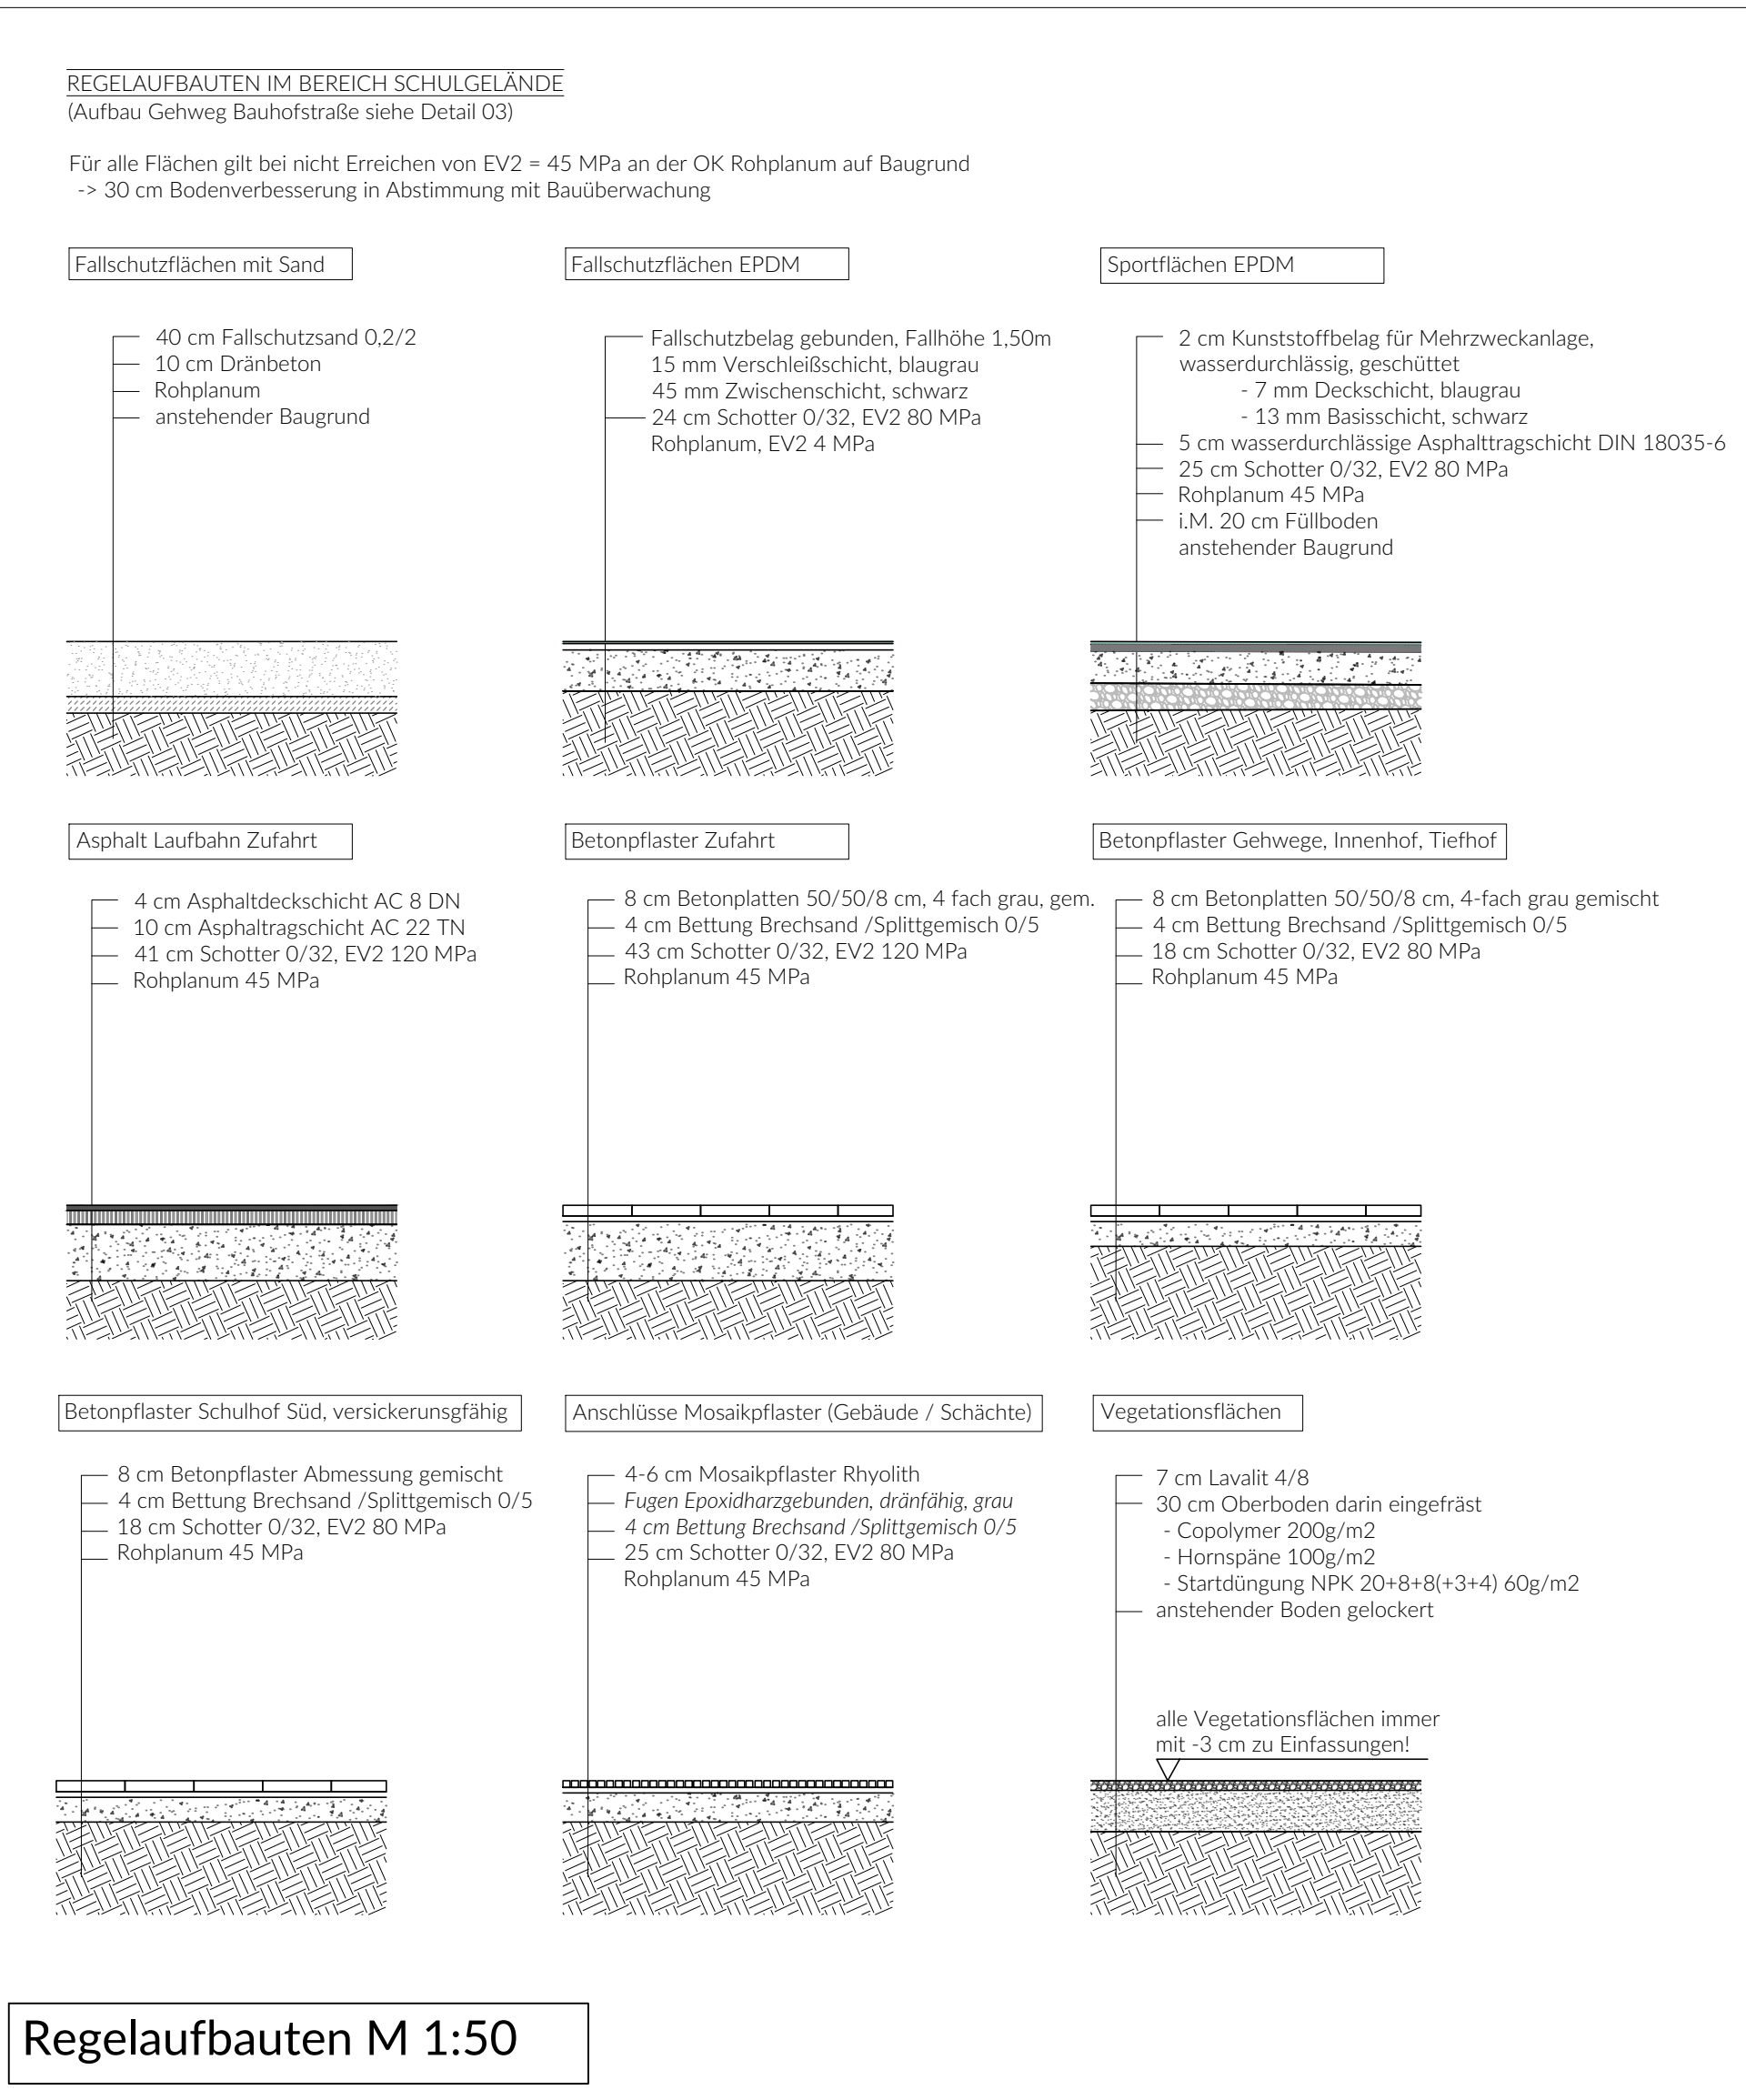 REGELAUFBAUTEN IM BEREICH SCHULGELÄNDE
(Aufbau Gehweg Bauhofstraße siehe Detail 03)
Für alle Flächen gilt bei nicht Erreichen von EV2 = 45 MPa an der OK Rohplanum auf Baugrund
-> 30 cm Bodenverbesserung in Abstimmung mit Bauüberwachung
Fallschutzflächen mit Sand
40 cm Fallschutzsand 0,2/2
10 cm Dränbeton
Rohplanum
anstehender Baugrund
Fallschutzflächen EPDM
Fallschutzbelag gebunden, Fallhöhe 1,50m
15 mm Verschleißschicht, blaugrau
45 mm Zwischenschicht, schwarz
24 cm Schotter 0/32, EV2 80 MPa
Rohplanum, EV2 4 MPa
Sportflächen EPDM
2 cm Kunststoffbelag für Mehrzweckanlage,
wasserdurchlässig, geschüttet
- 7 mm Deckschicht, blaugrau
- 13 mm Basisschicht, schwarz
5 cm wasserdurchlässige Asphalttragschicht DIN 18035-6
25 cm Schotter 0/32, EV2 80 MPa
Rohplanum 45 MPa
i.M. 20 cm Füllboden
anstehender Baugrund
Asphalt Laufbahn Zufahrt
4 cm Asphaltdeckschicht AC 8 DN
10 cm Asphaltragschicht AC 22 TN
41 cm Schotter 0/32, EV2 120 MPa
Rohplanum 45 MPa
Betonpflaster Zufahrt
8 cm Betonplatten 50/50/8 cm, 4 fach grau, gem.
4 cm Bettung Brechsand /Splittgemisch 0/5
43 cm Schotter 0/32, EV2 120 MPa
Rohplanum 45 MPa
Betonpflaster Gehwege, Innenhof, Tiefhof
8 cm Betonplatten 50/50/8 cm, 4-fach grau gemischt
4 cm Bettung Brechsand /Splittgemisch 0/5
18 cm Schotter 0/32, EV2 80 MPa
Rohplanum 45 MPa
Betonpflaster Schulhof Süd, versickerunsgfähig
8 cm Betonpflaster Abmessung gemischt
4 cm Bettung Brechsand /Splittgemisch 0/5
18 cm Schotter 0/32, EV2 80 MPa
Rohplanum 45 MPa
Anschlüsse Mosaikpflaster (Gebäude / Schächte)
4-6 cm Mosaikpflaster Rhyolith
Fugen Epoxidharzgebunden, dränfähig, grau
4 cm Bettung Brechsand /Splittgemisch 0/5
25 cm Schotter 0/32, EV2 80 MPa
Rohplanum 45 MPa
Vegetationsflächen
7 cm Lavalit 4/8
30 cm Oberboden darin eingefräst
- Copolymer 200g/m2
- Hornspäne 100g/m2
- Startdüngung NPK 20+8+8(+3+4) 60g/m2
anstehender Boden gelockert
alle Vegetationsflächen immer
mit -3 cm zu Einfassungen!
Regelaufbauten M 1:50